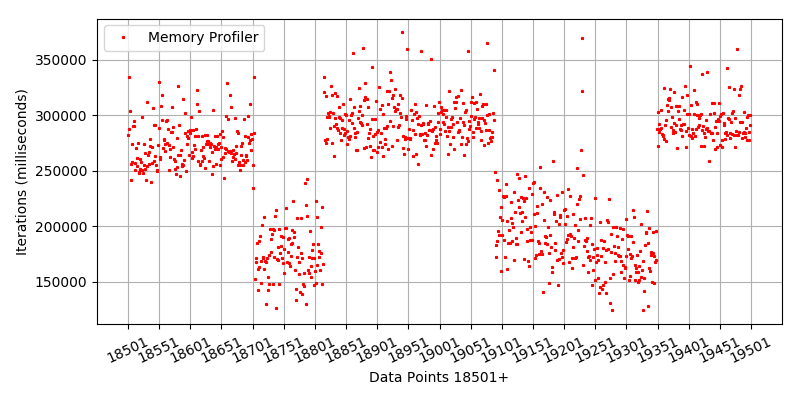 Memory Profiler
Iterations (milliseconds)
350000
300000
250000
200000
150000
18501 18551 18601 18651 18701 18751 18801 18851 18901 18951 19001 19051 19101 19151 19201 19251 19301 19351 19401 19451 19501
Data Points 18501+